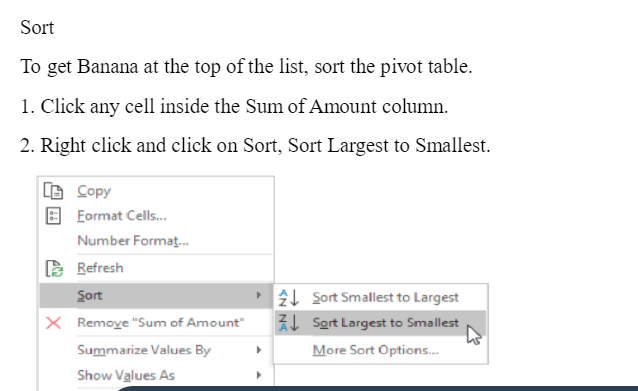 Sort
To get Banana at the top of the list, sort the pivot table.
1. Click any cell inside the Sum of Amount column.
2. Right click and click on Sort, Sort Largest to Smallest.
Copy
Format Cells...
Number Format...
Refresh
Sort
Sort Smallest to Largest
Remove "Sum of Amount"
Sort Largest to Smallest
Summarize Values By
More Sort Options...
Show Values As